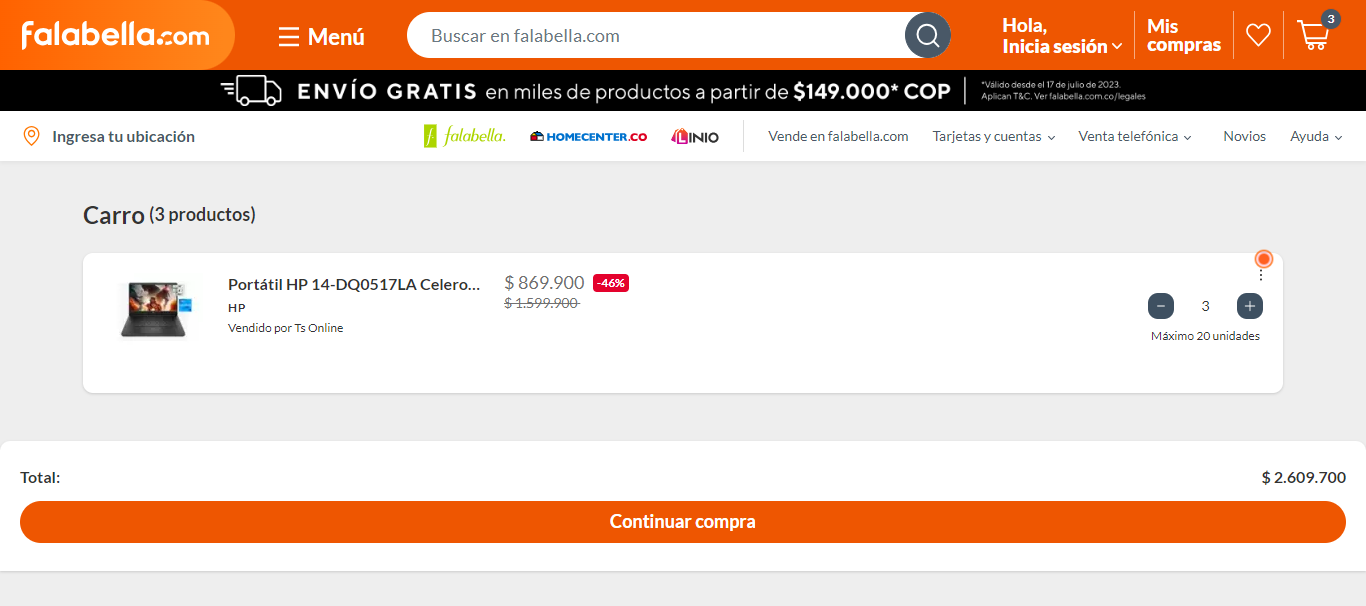 falabella.com
Menú
Buscar en falabella.com
Hola,
Inicia sesión
Mis
compras
3
ENVÍO GRATIS en miles de productos a partir de $149.000* COP
*Válido desde el 17 de julio de 2023.
Aplican T&C. Ver falabella.com.co/legales
Ingresa tu ubicación
f falabella.
HOMECENTER.CO
LINIO
Vende en falabella.com
Tarjetas y cuentas
Venta telefónica
Novios
Ayuda
Carro (3 productos)
Portátil HP 14-DQ0517LA Celero...
HP
Vendido por Ts Online
$ 869.900 -46%
$ 1.599.900
3
Máximo 20 unidades
Total:
$ 2.609.700
Continuar compra